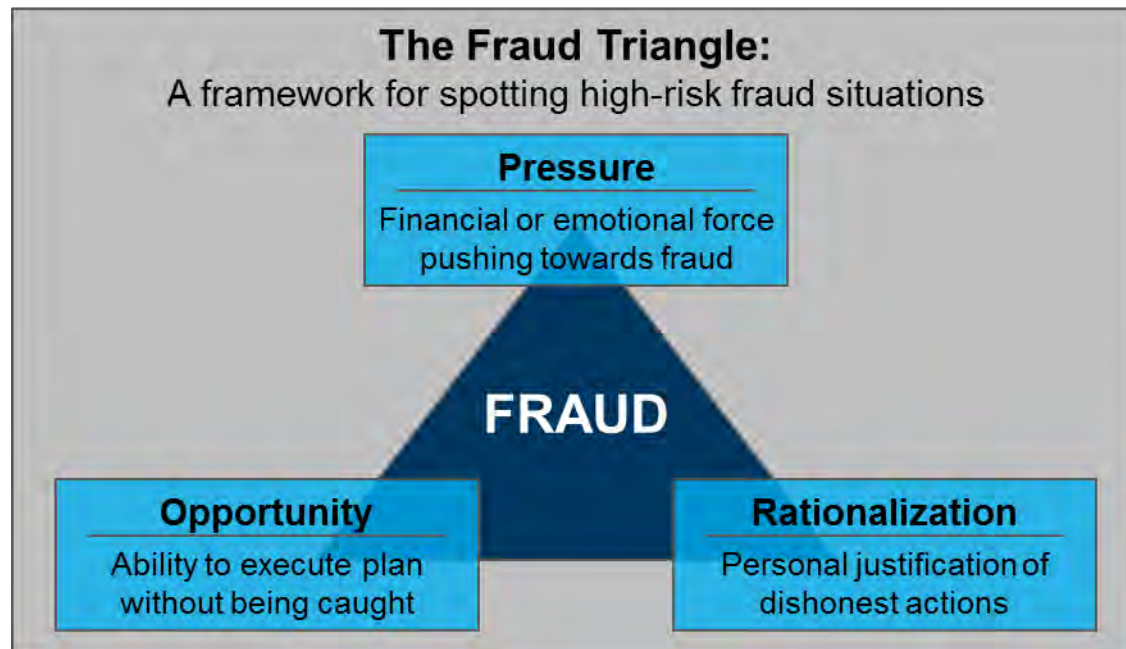 The Fraud Triangle:
A framework for spotting high-risk fraud situations
Pressure
Financial or emotional force
pushing towards fraud
FRAUD
Opportunity
Ability to execute plan
without being caught
Rationalization
Personal justification of
dishonest actions